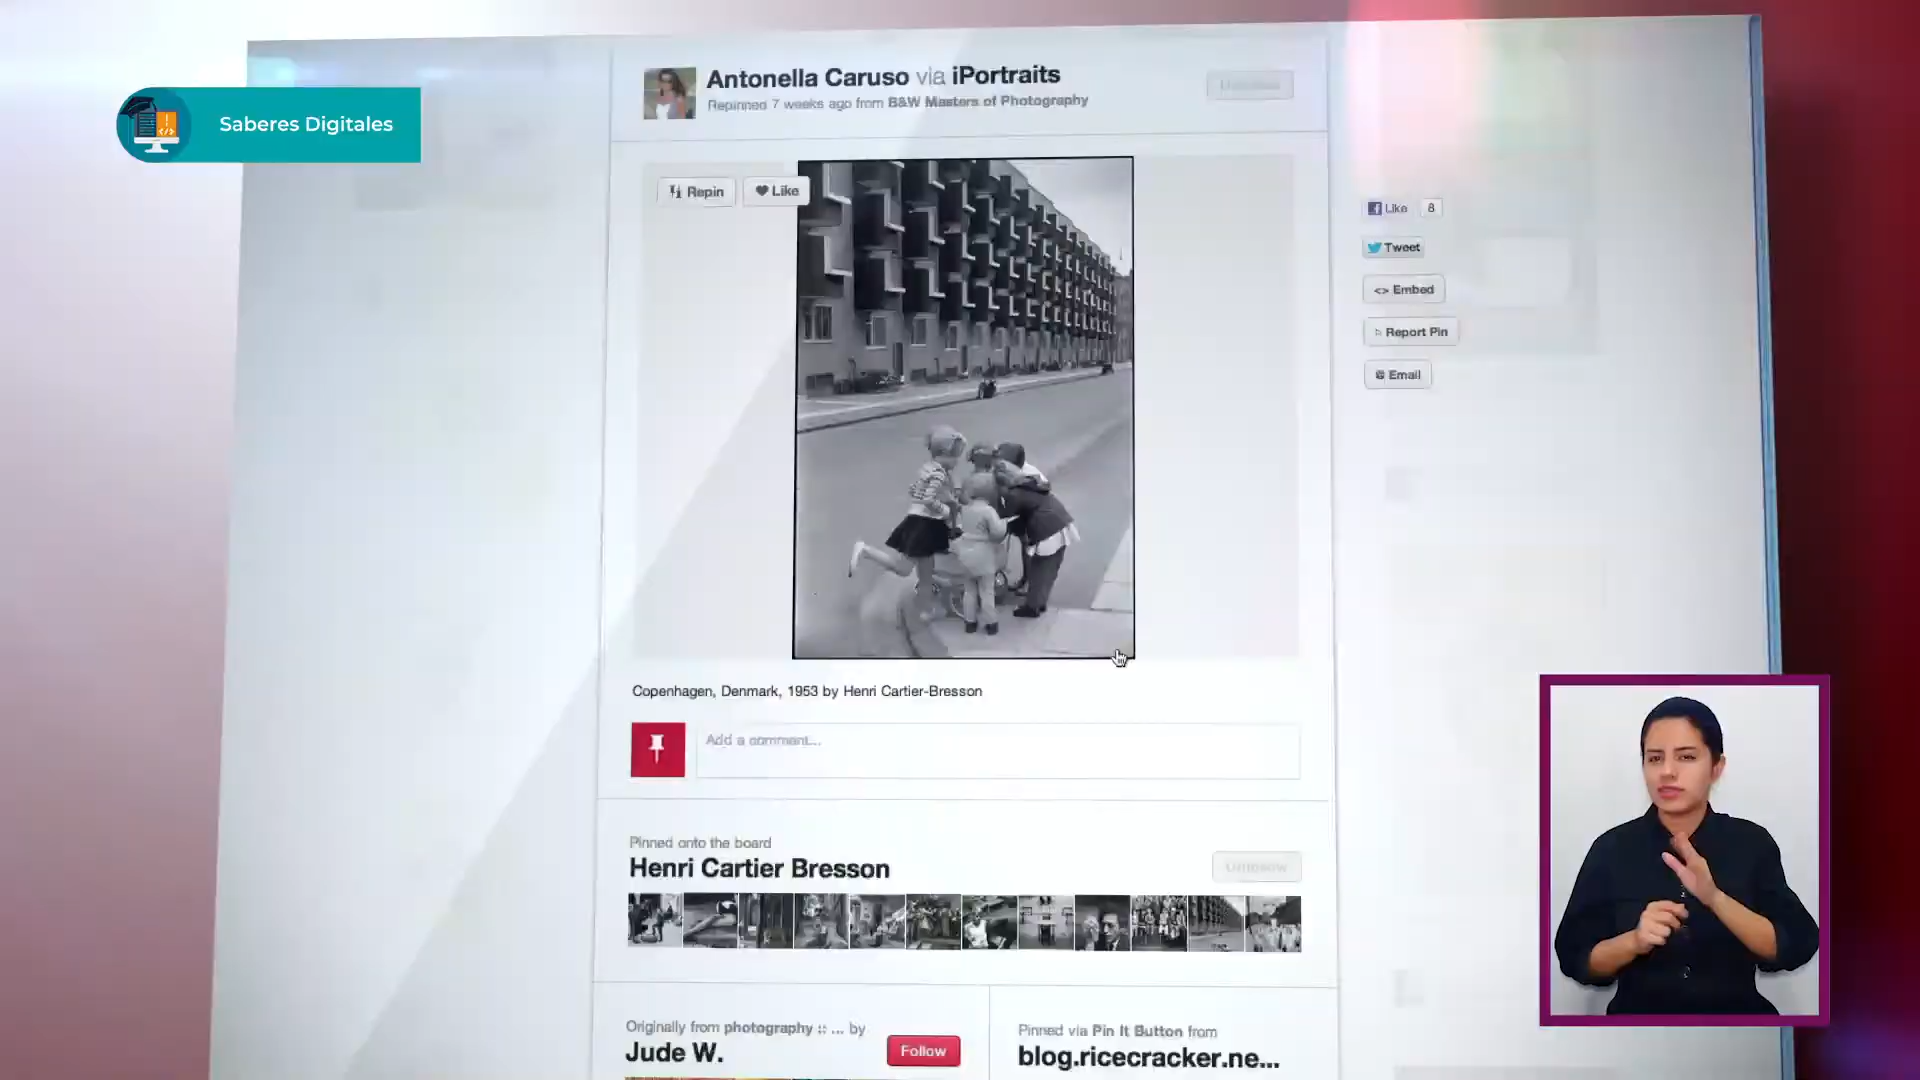 Antonella Caruso via iPortraits
Repinned 7 weeks ago from B&W Masters of Photography
Saberes Digitales
Repin
Like
Like 8
Tweet
<> Embed
Report Pin
@ Email
Copenhagen, Denmark, 1953 by Henri Cartier-Bresson
Add a comment...
Pinned onto the board
Henri Cartier Bresson
Unfollow
Originally from photography :: ... by
Jude W.
Follow
Pinned via Pin It Button from
blog.ricecracker.ne...